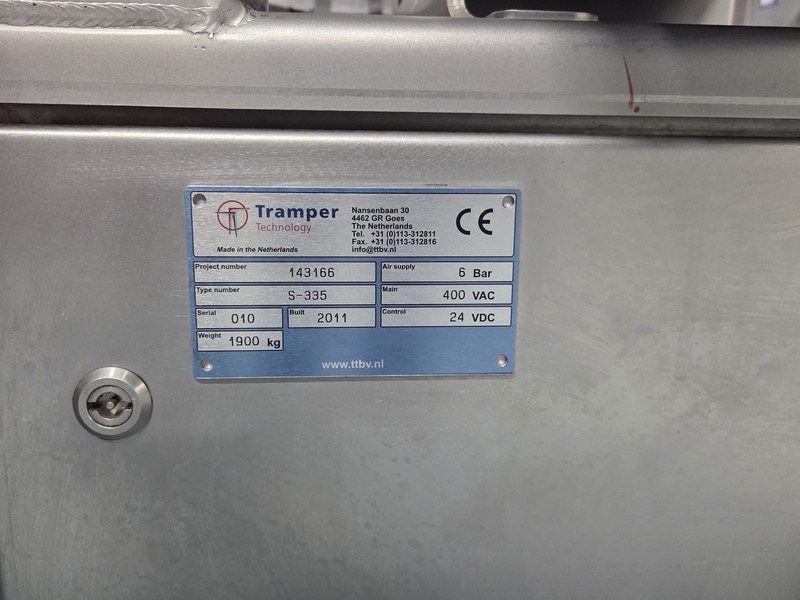 Tramper
Technology
Made in the Netherlands
Nansenbaan 30
4462 GR Goes
The Netherlands
Tel. +31 (0)113-312811
Fax. +31 (0)113-312816
info@ttbv.nl
CE
Project number 143166
Air supply 6 Bar
Type number S-335
Main 400 VAC
Serial 010
Built 2011
Control 24 VDC
Weight 1900 kg
www.ttbv.nl